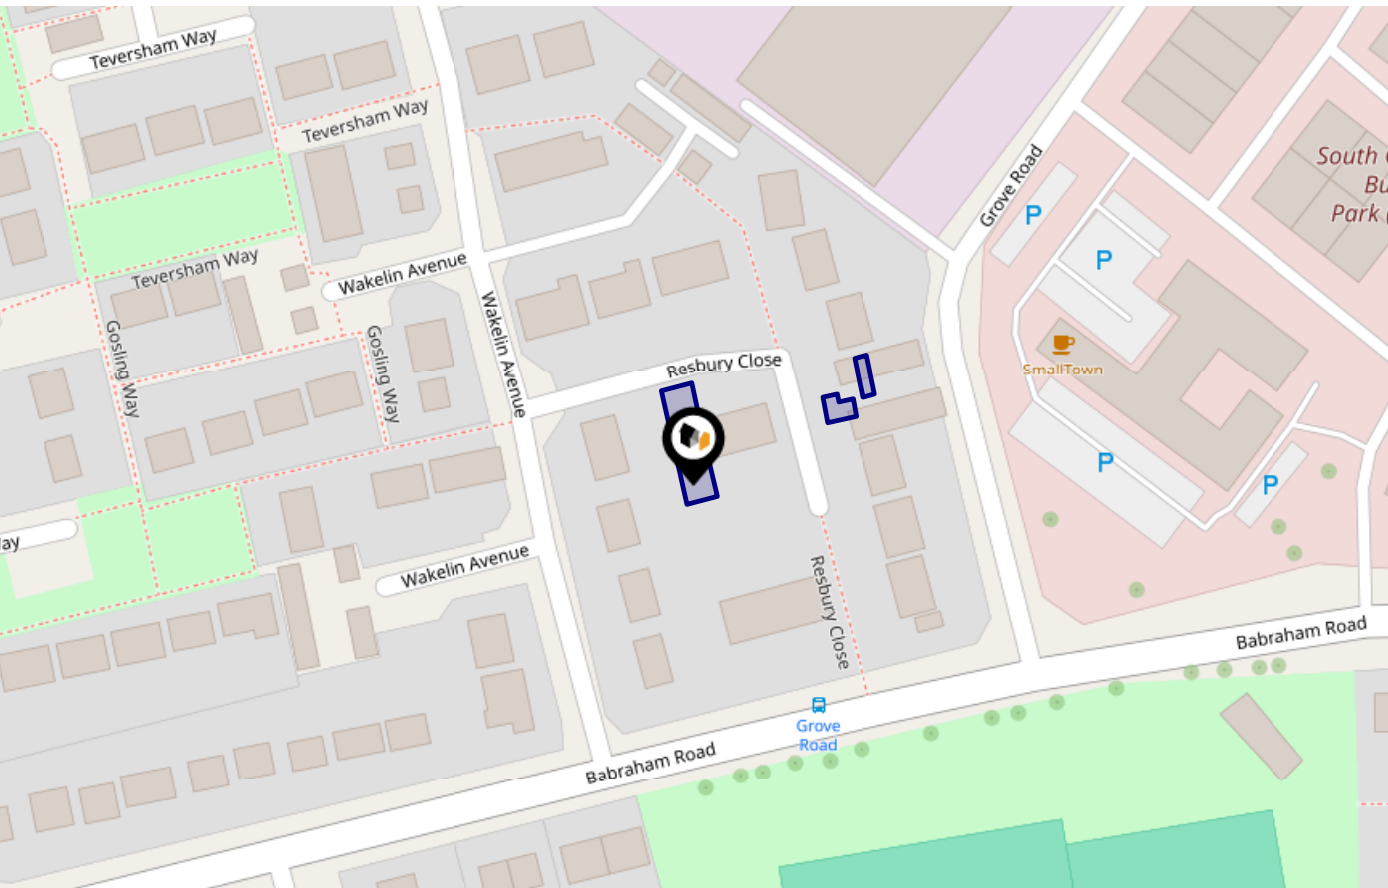 Teversham Way
Teversham Way
Grove Road
South
Bu
Park
P
Teversham Way
Wakelin Avenue
P
Gosling Way
Wakelin Avenue
Gosling Way
Resbury Close
SmallTown
P
P
ay
Wakelin Avenue
Resbury Close
Babraham Road
Grove
Road
Babraham Road